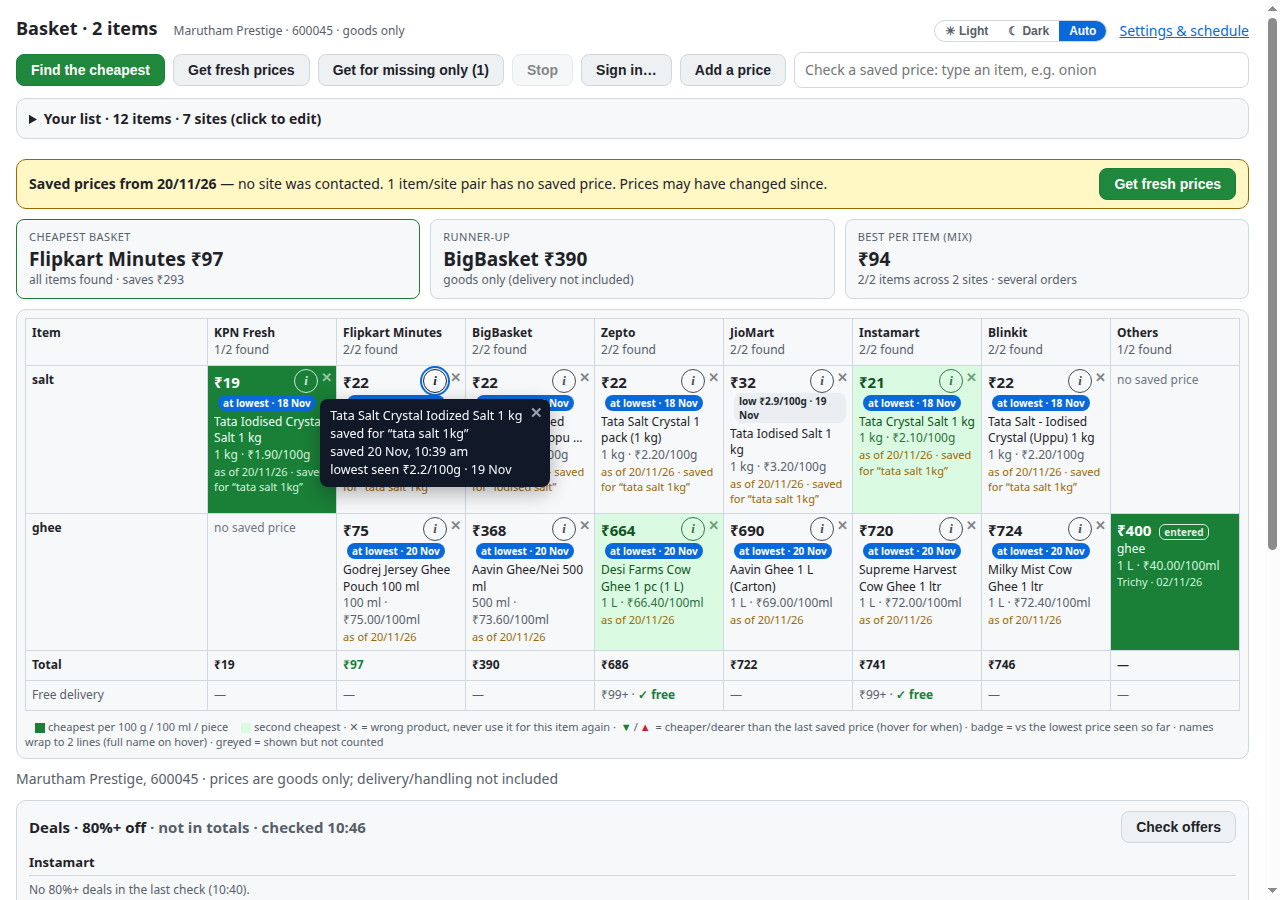 Basket · 2 items
Marutham Prestige · 600045 · goods only
☀ Light
☾ Dark
Auto
Settings & schedule
Find the cheapest
Get fresh prices
Get for missing only (1)
Stop
Sign in…
Add a price
Check a saved price: type an item, e.g. onion
▶ Your list · 12 items · 7 sites (click to edit)
Saved prices from 20/11/26 — no site was contacted. 1 item/site pair has no saved price. Prices may have changed since.
Get fresh prices
CHEAPEST BASKET
Flipkart Minutes ₹97
all items found · saves ₹293
RUNNER-UP
BigBasket ₹390
goods only (delivery not included)
BEST PER ITEM (MIX)
₹94
2/2 items across 2 sites · several orders
Item
KPN Fresh
1/2 found
Flipkart Minutes
2/2 found
BigBasket
2/2 found
Zepto
2/2 found
JioMart
2/2 found
Instamart
2/2 found
Blinkit
2/2 found
Others
1/2 found
salt
₹19
i ✕
at lowest · 18 Nov
Tata Iodised Crysta
Salt 1 kg
1 kg · ₹1.90/100g
as of 20/11/26 · save
for “tata salt 1kg”
₹22
i ✕
for “tata salt 1kg”
Tata Salt Crystal Iodized Salt 1 kg ✕
saved for “tata salt 1kg”
saved 20 Nov, 10:39 am
lowest seen ₹2.2/100g · 19 Nov
₹22
i ✕
Nov
ed
opu ...
00g
saved
for “iodised salt”
₹22
i ✕
at lowest · 18 Nov
Tata Salt Crystal 1
pack (1 kg)
1 kg · ₹2.20/100g
as of 20/11/26 · saved
for “tata salt 1kg”
₹32
i ✕
low ₹2.9/100g · 19
Nov
Tata Iodised Salt 1
kg
1 kg · ₹3.20/100g
as of 20/11/26 · saved
for “tata salt 1kg”
₹21
i ✕
at lowest · 18 Nov
Tata Crystal Salt 1 kg
1 kg · ₹2.10/100g
as of 20/11/26 · saved
for “tata salt 1kg”
₹22
i ✕
at lowest · 18 Nov
Tata Salt - Iodised
Crystal (Uppu) 1 kg
1 kg · ₹2.20/100g
as of 20/11/26 · saved
for “tata salt 1kg”
no saved price
ghee
no saved price
₹75
i ✕
at lowest · 20 Nov
Godrej Jersey Ghee
Pouch 100 ml
100 ml ·
₹75.00/100ml
as of 20/11/26
₹368
i ✕
at lowest · 20 Nov
Aavin Ghee/Nei 500
ml
500 ml ·
₹73.60/100ml
as of 20/11/26
₹664
i ✕
at lowest · 20 Nov
Desi Farms Cow
Ghee 1 pc (1 L)
1 L · ₹66.40/100ml
as of 20/11/26
₹690
i ✕
at lowest · 20 Nov
Aavin Ghee 1 L
(Carton)
1 L · ₹69.00/100ml
as of 20/11/26
₹720
i ✕
at lowest · 20 Nov
Supreme Harvest
Cow Ghee 1 ltr
1 L · ₹72.00/100ml
as of 20/11/26
₹724
i ✕
at lowest · 20 Nov
Milky Mist Cow
Ghee 1 ltr
1 L · ₹72.40/100ml
as of 20/11/26
₹400 entered
ghee
1 L · ₹40.00/100ml
Trichy · 02/11/26
Total
₹19
₹97
₹390
₹686
₹722
₹741
₹746
—
Free delivery
—
—
—
₹99+ · ✓ free
—
₹99+ · ✓ free
—
—
cheapest per 100 g / 100 ml / piece second cheapest · ✕ = wrong product, never use it for this item again · ▼ / ▲ = cheaper/dearer than the last saved price (hover for when) · badge = vs the lowest price seen so far · names
wrap to 2 lines (full name on hover) · greyed = shown but not counted
Marutham Prestige, 600045 · prices are goods only; delivery/handling not included
Deals · 80%+ off · not in totals · checked 10:46
Check offers
Instamart
No 80%+ deals in the last check (10:40).